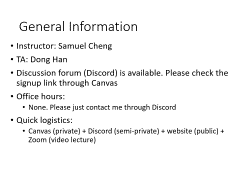 General Information
• Instructor: Samuel Cheng
• TA: Dong Han
• Discussion forum (Discord) is available. Please check the
signup link through Canvas
• Office hours:
• None. Please just contact me through Discord
• Quick logistics:
• Canvas (private) + Discord (semi-private) + website (public) +
Zoom (video lecture)